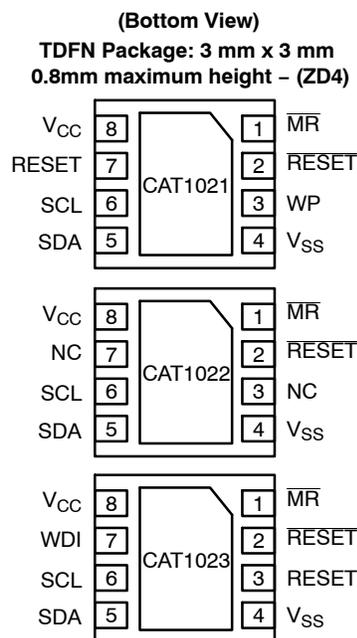 (Bottom View)
TDFN Package: 3 mm x 3 mm
0.8mm maximum height – (ZD4)
VCC 8 1 MR
RESET 7 2 RESET
CAT1021
SCL 6 3 WP
SDA 5 4 VSS
VCC 8 1 MR
NC 7 2 RESET
CAT1022
SCL 6 3 NC
SDA 5 4 VSS
VCC 8 1 MR
WDI 7 2 RESET
CAT1023
SCL 6 3 RESET
SDA 5 4 VSS